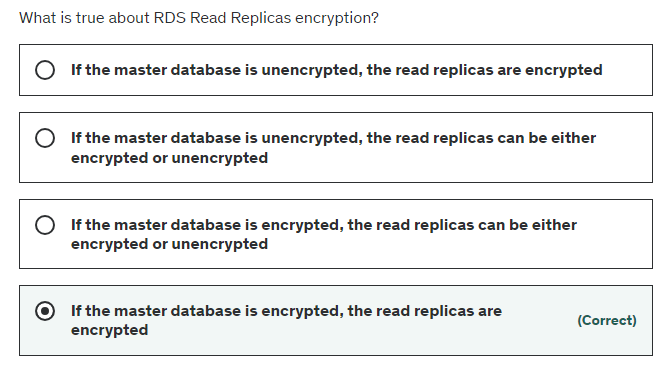 What is true about RDS Read Replicas encryption?
If the master database is unencrypted, the read replicas are encrypted
If the master database is unencrypted, the read replicas can be either
encrypted or unencrypted
If the master database is encrypted, the read replicas can be either
encrypted or unencrypted
If the master database is encrypted, the read replicas are
encrypted
(Correct)